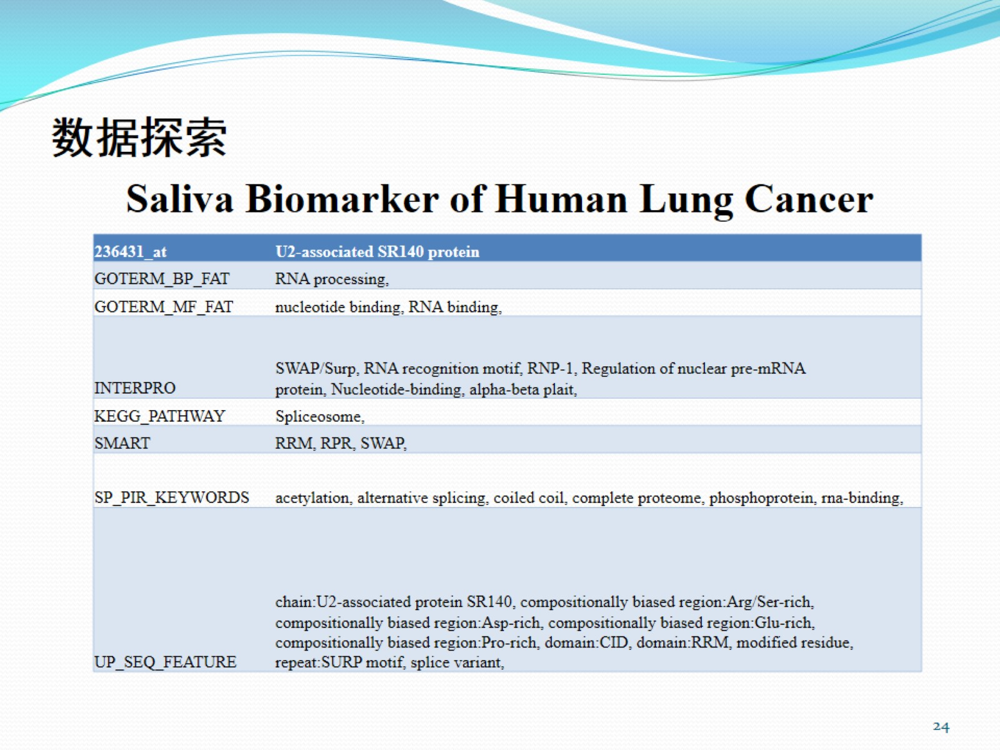 数据探索
Saliva Biomarker of Human Lung Cancer
236431_at U2-associated SR140 protein
GOTERM_BP_FAT RNA processing,
GOTERM_MF_FAT nucleotide binding, RNA binding,
SWAP/Surp, RNA recognition motif, RNP-1, Regulation of nuclear pre-mRNA
INTERPRO protein, Nucleotide-binding, alpha-beta plait,
KEGG_PATHWAY Spliceosome,
SMART RRM, RPR, SWAP,
SP_PIR_KEYWORDS acetylation, alternative splicing, coiled coil, complete proteome, phosphoprotein, rna-binding,
chain:U2-associated protein SR140, compositionally biased region:Arg/Ser-rich,
compositionally biased region:Asp-rich, compositionally biased region:Glu-rich,
compositionally biased region:Pro-rich, domain:CID, domain:RRM, modified residue,
UP_SEQ_FEATURE repeat:SURP motif, splice variant,
24